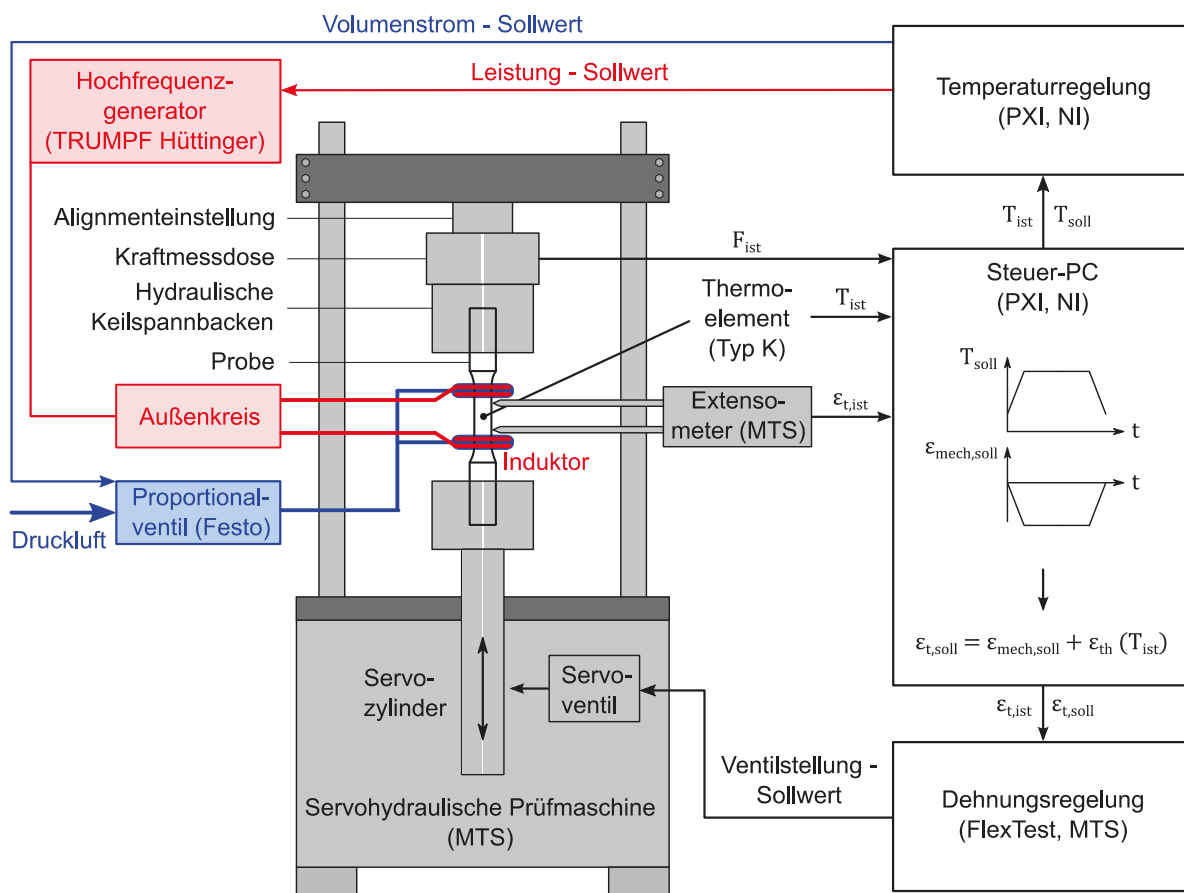 Volumenstrom - Sollwert
Leistung - Sollwert
Hochfrequenz-
generator
(TRUMPF Hüttinger)
Temperaturregelung
(PXI, NI)
T_ist
T_soll
Alignmenteinstellung
Kraftmessdose
Hydraulische
Keilspannbacken
Probe
F_ist
Thermo-
element
(Typ K)
T_ist
Steuer-PC
(PXI, NI)
T_soll
t
ε_mech,soll
t
Außenkreis
Extenso-
meter (MTS)
ε_t,ist
Induktor
Proportional-
ventil (Festo)
Druckluft
ε_t,soll = ε_mech,soll + ε_th (T_ist)
Servo-
zylinder
Servo-
ventil
ε_t,ist
ε_t,soll
Ventilstellung -
Sollwert
Servohydraulische Prüfmaschine
(MTS)
Dehnungsregelung
(FlexTest, MTS)